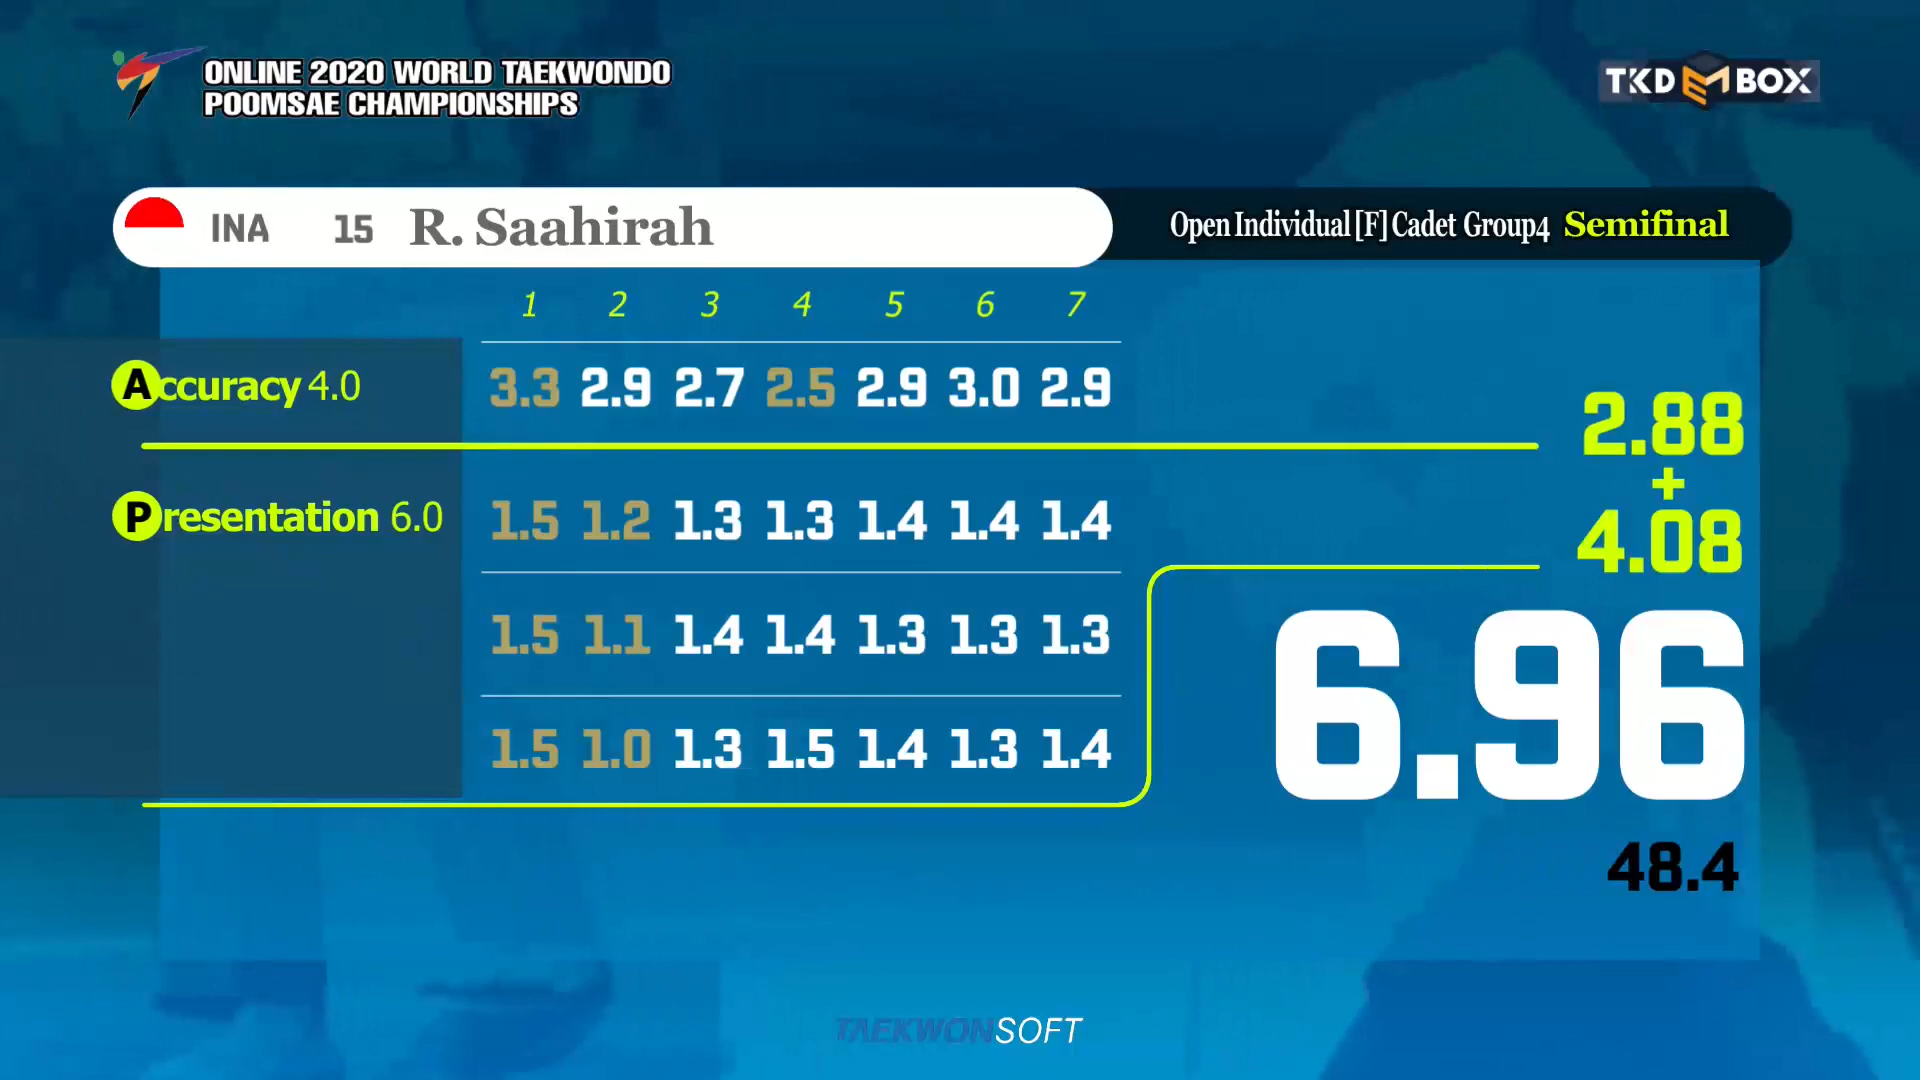 ONLINE 2020 WORLD TAEKWONDO
POOMSAE CHAMPIONSHIPS
TKD BOX
INA 15 R. Saahirah
Open Individual [F] Cadet Group4 Semifinal
1 2 3 4 5 6 7
Accuracy 4.0 3.3 2.9 2.7 2.5 2.9 3.0 2.9
2.88
+
Presentation 6.0 1.5 1.2 1.3 1.3 1.4 1.4 1.4
4.08
1.5 1.1 1.4 1.4 1.3 1.3 1.3
6.96
1.5 1.0 1.3 1.5 1.4 1.3 1.4
48.4
TAEKWONSOFT